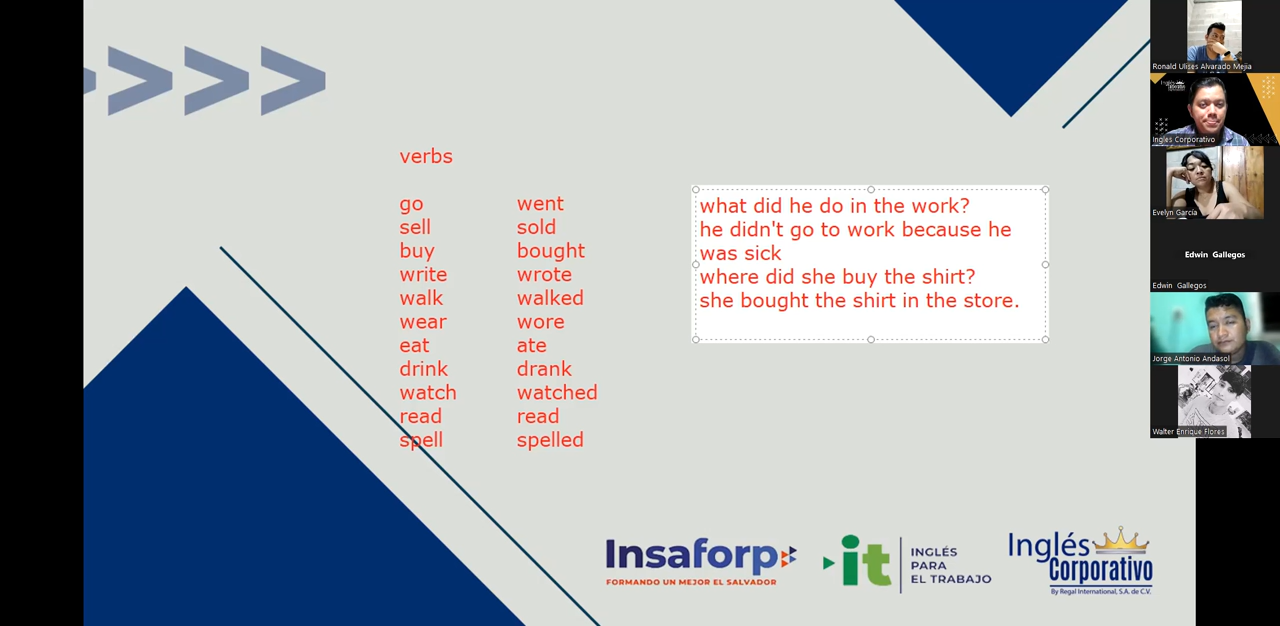 verbs
go went
sell sold
buy bought
write wrote
walk walked
wear wore
eat ate
drink drank
watch watched
read read
spell spelled
what did he do in the work?
he didn't go to work because he
was sick
where did she buy the shirt?
she bought the shirt in the store.
Insaforp
FORMANDO UN MEJOR EL SALVADOR
it
INGLÉS
PARA
EL TRABAJO
Inglés
Corporativo
By Regal International, S.A. de C.V.
Ronald Ulises Alvarado Mejia
Inglés Corporativo
Evelyn García
Edwin Gallegos
Edwin Gallegos
Jorge Antonio Andasol
Walter Enrique Flores